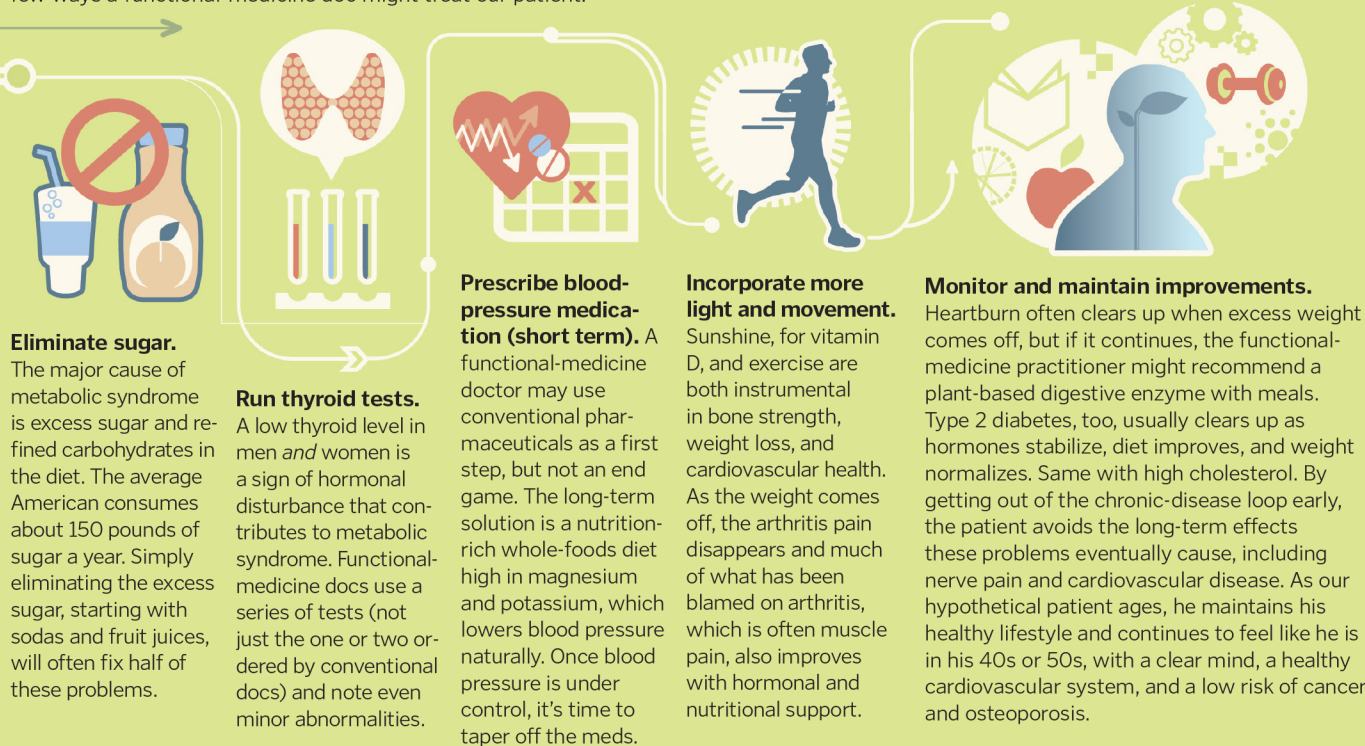 few ways a functional medicine doc might treat our patient.
Eliminate sugar.
The major cause of
metabolic syndrome
is excess sugar and re-
fined carbohydrates in
the diet. The average
American consumes
about 150 pounds of
sugar a year. Simply
eliminating the excess
sugar, starting with
sodas and fruit juices,
will often fix half of
these problems.
Run thyroid tests.
A low thyroid level in
men and women is
a sign of hormonal
disturbance that con-
tributes to metabolic
syndrome. Functional-
medicine docs use a
series of tests (not
just the one or two or-
dered by conventional
docs) and note even
minor abnormalities.
Prescribe blood-
pressure medica-
tion (short term). A
functional-medicine
doctor may use
conventional phar-
maceuticals as a first
step, but not an end
game. The long-term
solution is a nutrition-
rich whole-foods diet
high in magnesium
and potassium, which
lowers blood pressure
naturally. Once blood
pressure is under
control, it's time to
taper off the meds.
Incorporate more
light and movement.
Sunshine, for vitamin
D, and exercise are
both instrumental
in bone strength,
weight loss, and
cardiovascular health.
As the weight comes
off, the arthritis pain
disappears and much
of what has been
blamed on arthritis,
which is often muscle
pain, also improves
with hormonal and
nutritional support.
Monitor and maintain improvements.
Heartburn often clears up when excess weight
comes off, but if it continues, the functional-
medicine practitioner might recommend a
plant-based digestive enzyme with meals.
Type 2 diabetes, too, usually clears up as
hormones stabilize, diet improves, and weight
normalizes. Same with high cholesterol. By
getting out of the chronic-disease loop early,
the patient avoids the long-term effects
these problems eventually cause, including
nerve pain and cardiovascular disease. As our
hypothetical patient ages, he maintains his
healthy lifestyle and continues to feel like he is
in his 40s or 50s, with a clear mind, a healthy
cardiovascular system, and a low risk of cancer
and osteoporosis.